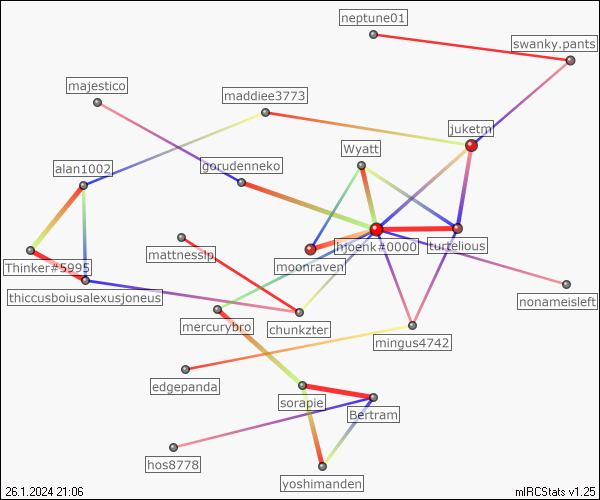 neptune01
swanky.pants
majestico
maddiee3773
juketm
Wyatt
alan1002
gorudenneko
hjoenk#0000
turtelious
mattnesslp
Thinker#5995
moonraven
thiccusboiusalexusjoneus
nonameisleft
mercurybro
chunkzter
mingus4742
edgepanda
sorapie
Bertram
hos8778
yoshimanden
26.1.2024 21:06
mIRCStats v1.25